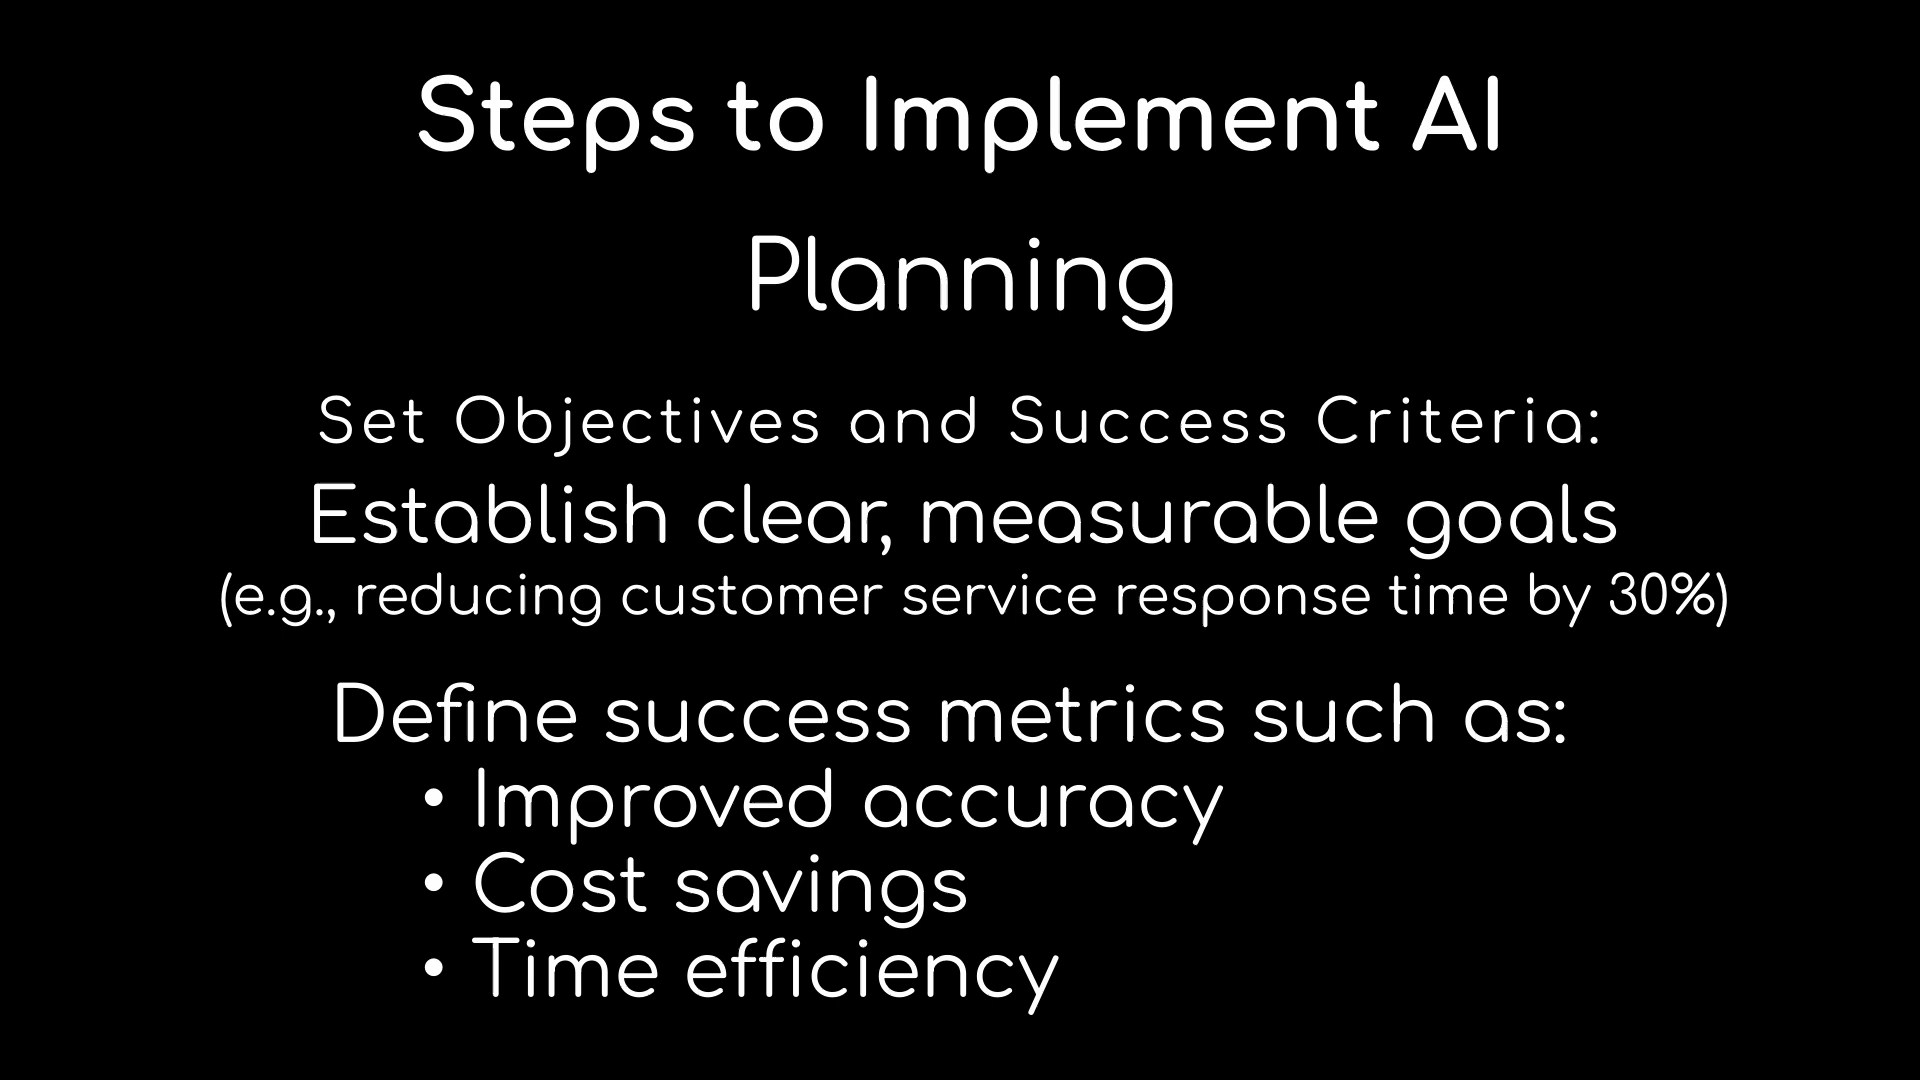 Steps to Implement AI
Planning
Set Objectives and Success Criteria:
Establish clear, measurable goals
(e.g., reducing customer service response time by 30%)
Define success metrics such as:
• Improved accuracy
• Cost savings
• Time efficiency